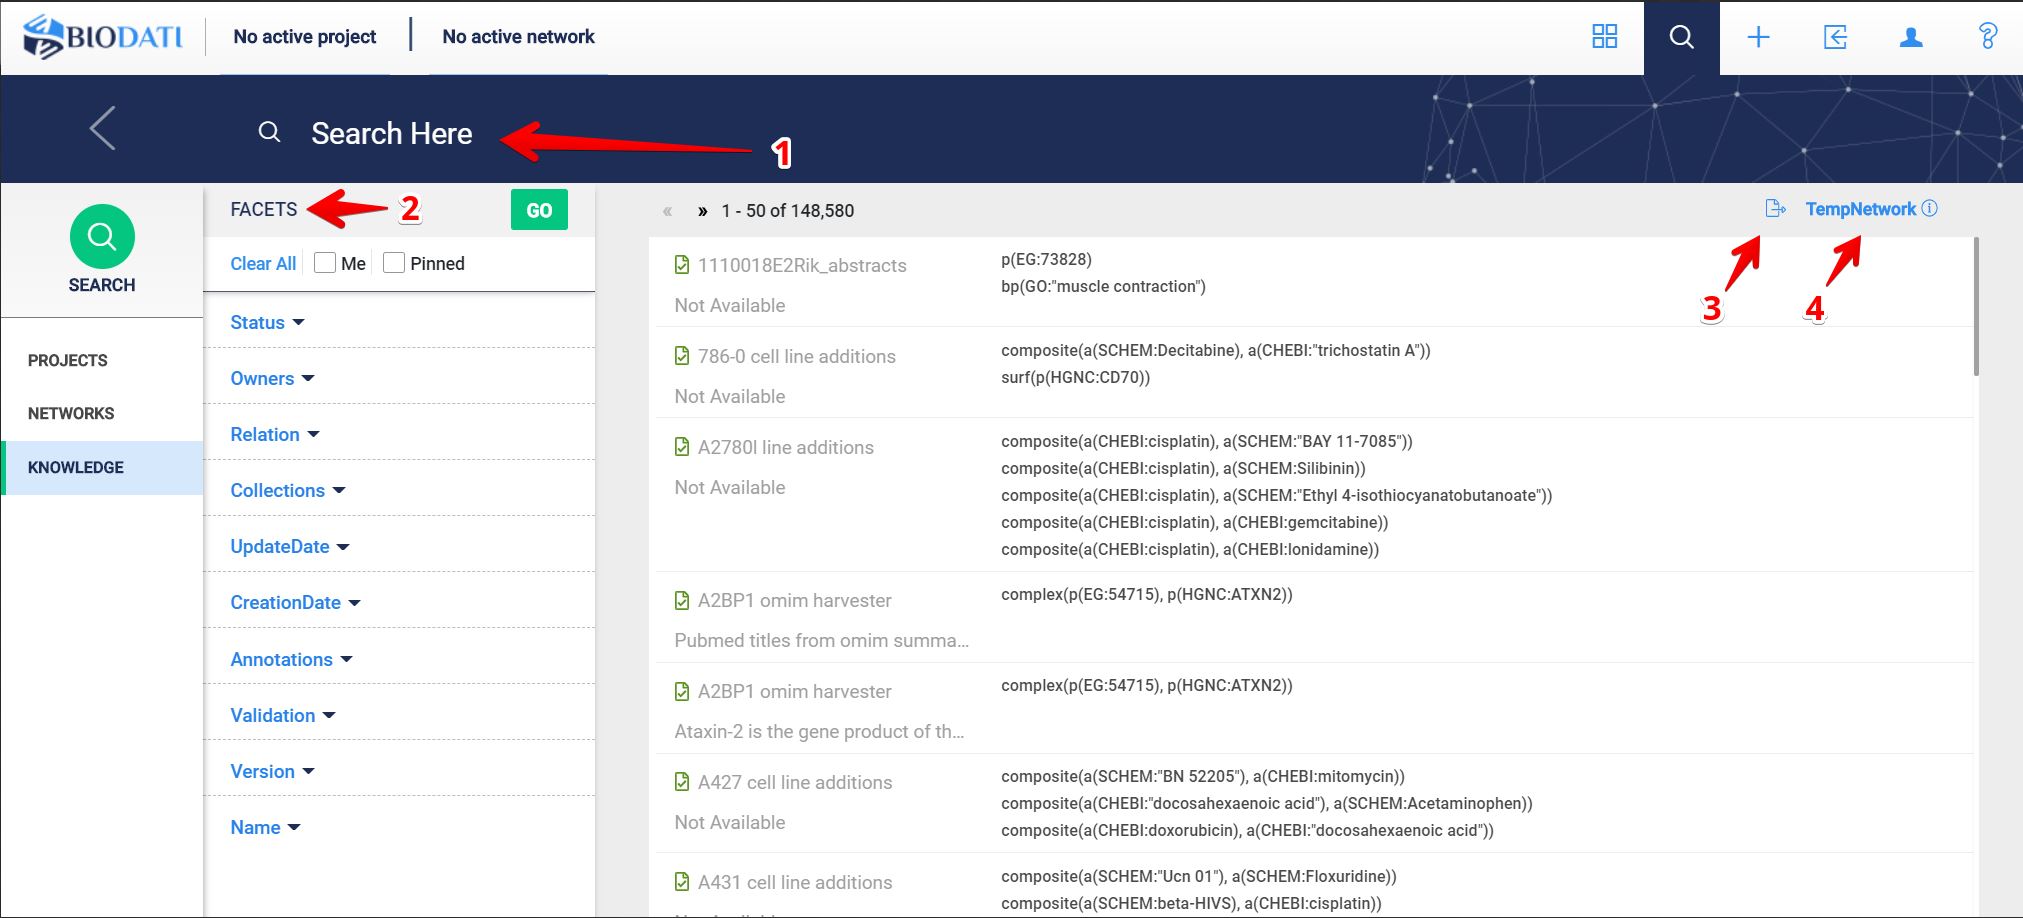 BIODATI
No active project
No active network
Search Here
1
SEARCH
PROJECTS
NETWORKS
KNOWLEDGE
FACETS
2
GO
Clear All
Me
Pinned
Status
Owners
Relation
Collections
UpdateDate
CreationDate
Annotations
Validation
Version
Name
« » 1 - 50 of 148,580
TempNetwork
3
4
1110018E2Rik_abstracts
Not Available
p(EG:73828)
bp(GO:"muscle contraction")
786-0 cell line additions
Not Available
composite(a(SCHEM:Decitabine), a(CHEBI:"trichostatin A"))
surf(p(HGNC:CD70))
A2780I line additions
Not Available
composite(a(CHEBI:cisplatin), a(SCHEM:"BAY 11-7085"))
composite(a(CHEBI:cisplatin), a(SCHEM:Silibinin))
composite(a(CHEBI:cisplatin), a(SCHEM:"Ethyl 4-isothiocyanatobutanoate"))
composite(a(CHEBI:cisplatin), a(CHEBI:gemcitabine))
composite(a(CHEBI:cisplatin), a(CHEBI:lonidamine))
A2BP1 omim harvester
Pubmed titles from omim summa...
complex(p(EG:54715), p(HGNC:ATXN2))
A2BP1 omim harvester
Ataxin-2 is the gene product of th...
complex(p(EG:54715), p(HGNC:ATXN2))
A427 cell line additions
Not Available
composite(a(SCHEM:"BN 52205"), a(CHEBI:mitomycin))
composite(a(CHEBI:"docosahexaenoic acid"), a(SCHEM:Acetaminophen))
composite(a(CHEBI:doxorubicin), a(CHEBI:"docosahexaenoic acid"))
A431 cell line additions
composite(a(SCHEM:"Ucn 01"), a(SCHEM:Floxuridine))
composite(a(SCHEM:beta-HIVS), a(CHEBI:cisplatin))